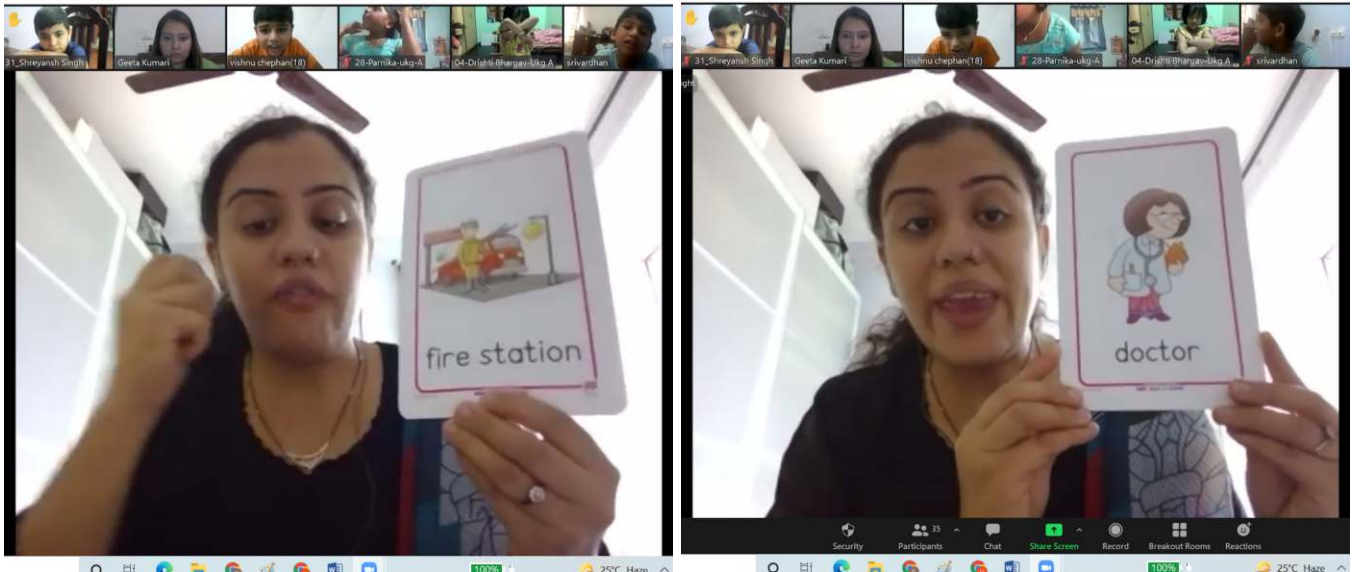 31_Shreyansh Singh
Geeta Kumari
vishnu chephan(18)
28-Parnika-ukg-A
04-Drishti Bhargav-Ukg A
srivardhan
fire station
100%
25°C Haze
31_Shreyansh Singh
Geeta Kumari
vishnu chephan(18)
28-Parnika-ukg-A
04-Drishti Bhargav-Ukg A
srivardhan
doctor
Security
Participants
35
Chat
Share Screen
Record
Breakout Rooms
Reactions
100%
25°C Haze